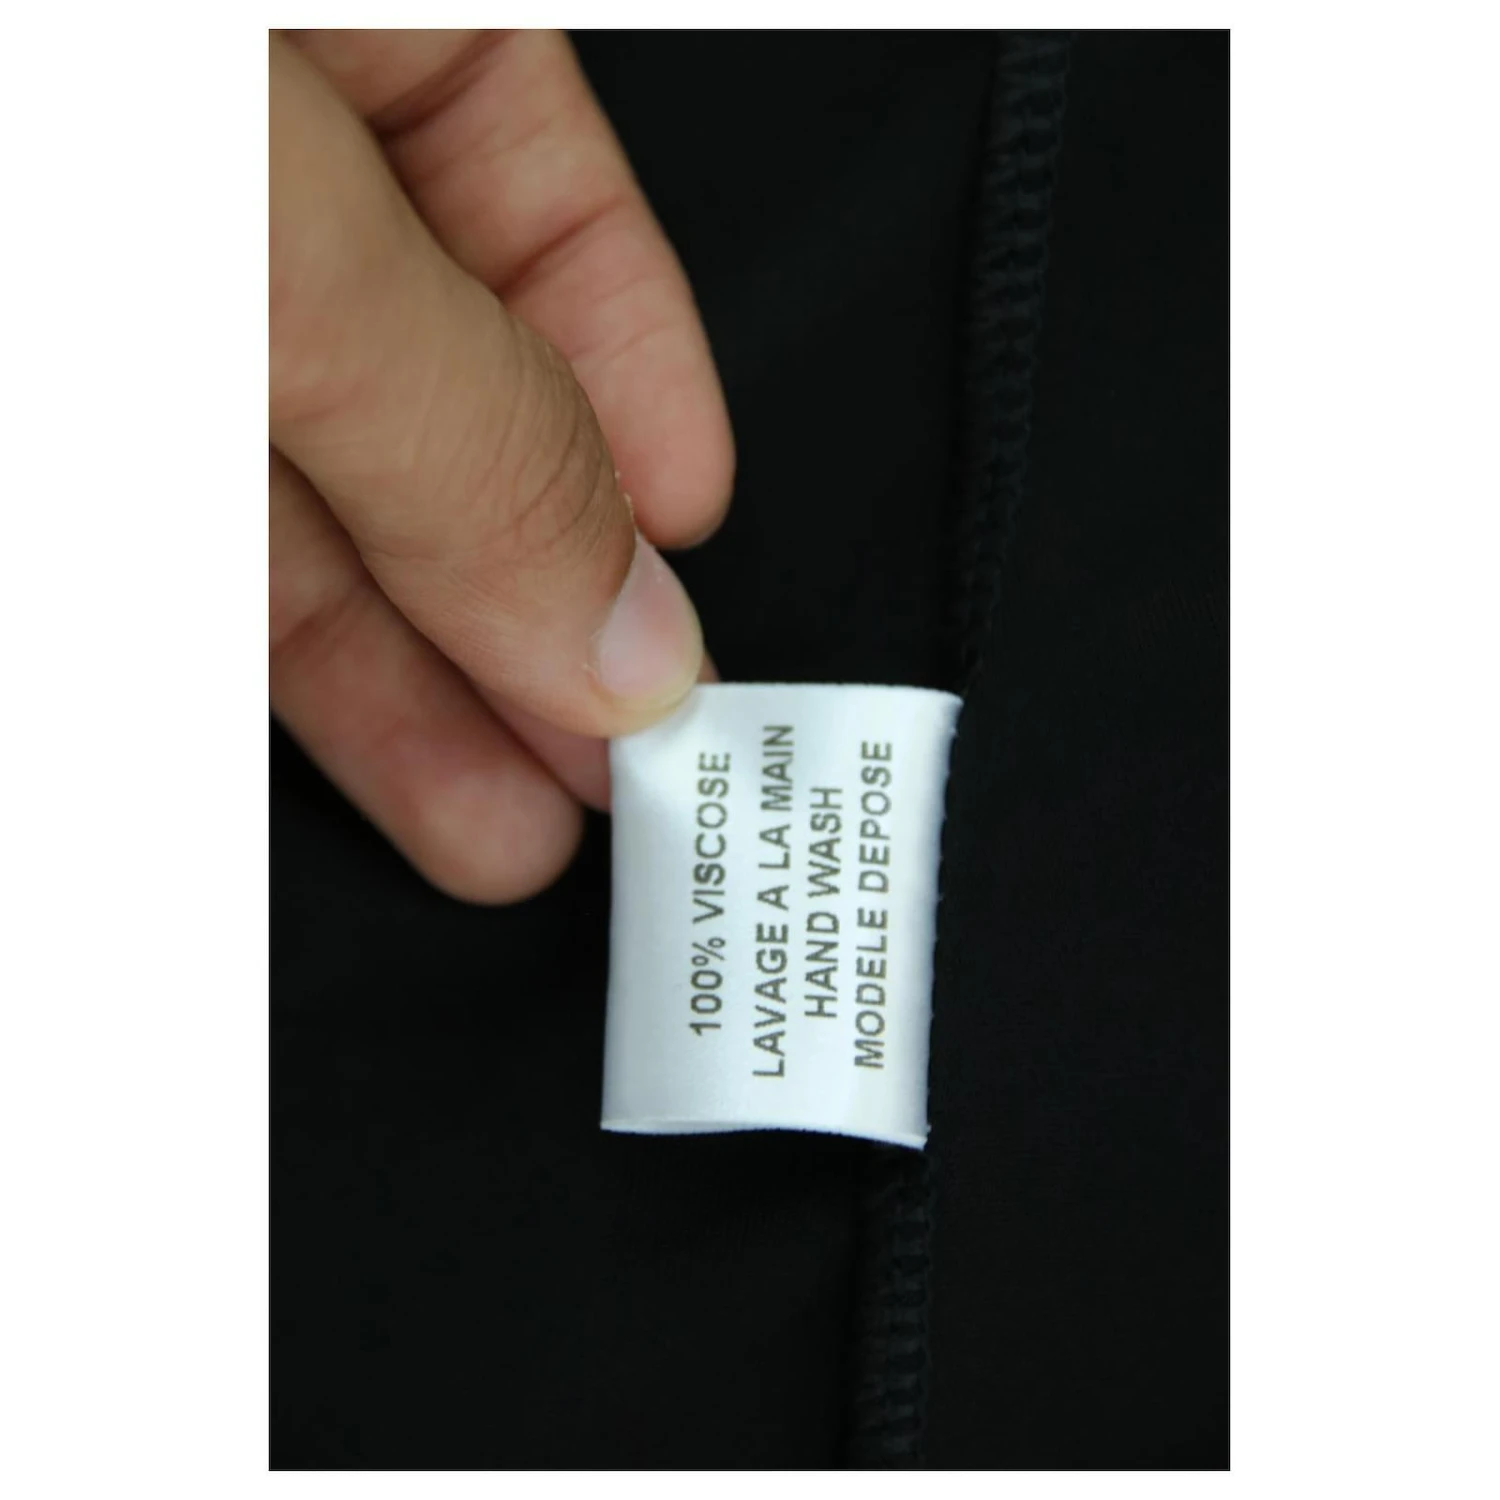 100% VISCOSE
LAVAGE A LA MAIN
HAND WASH
MODELE DEPOSE